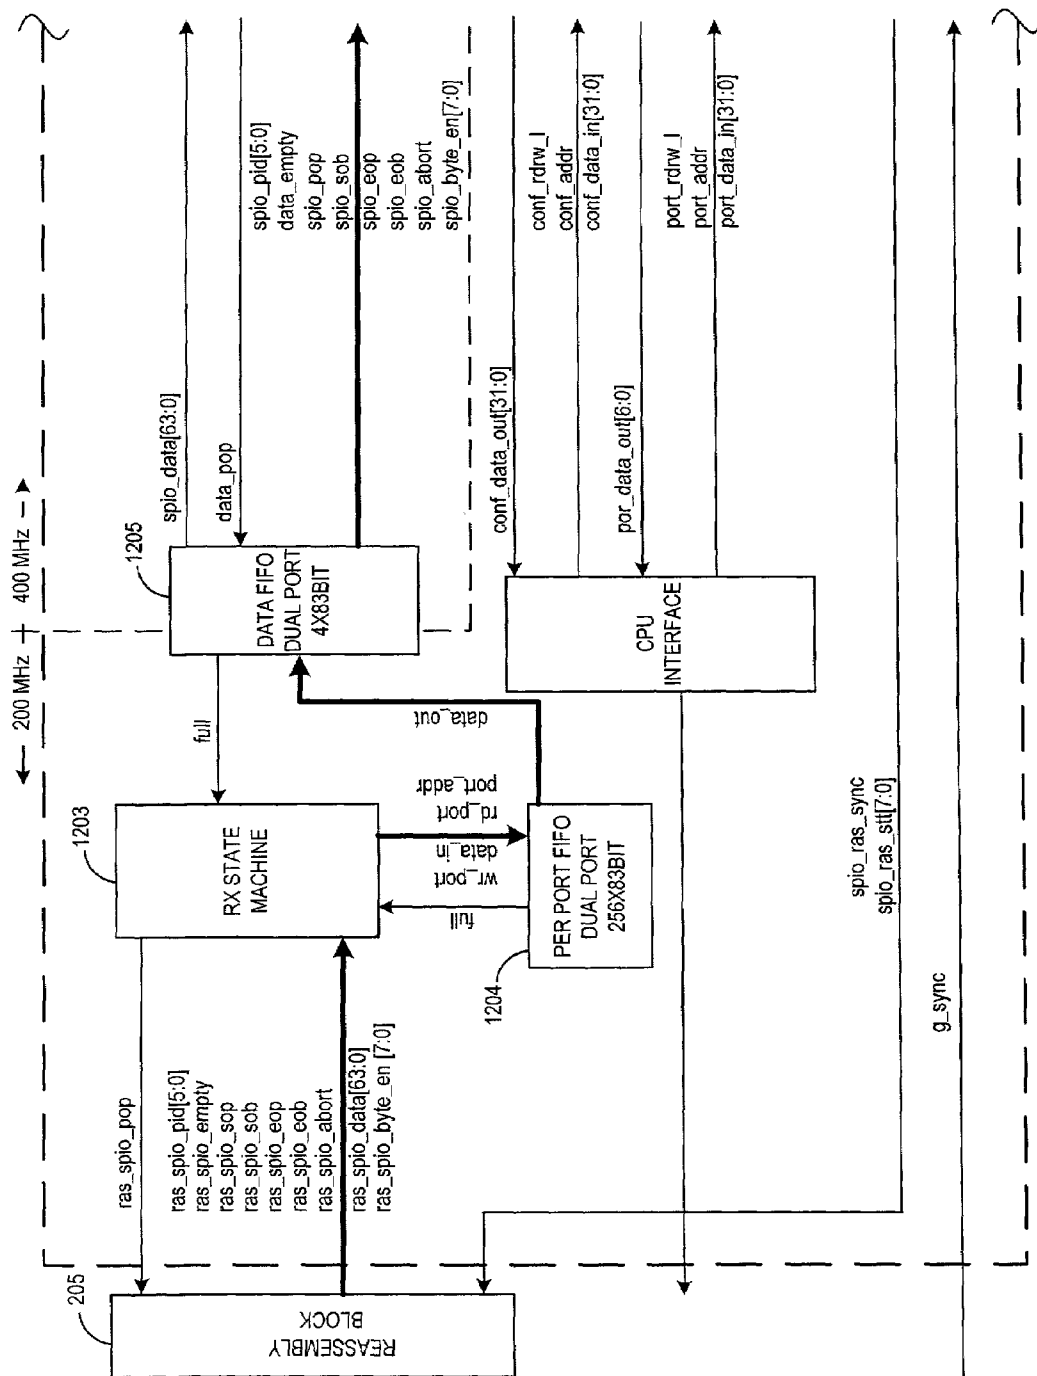 200 MHz
400 MHz
REASSEMBLY
BLOCK
205
ras_spio_pop
ras_spio_pid[5:0]
ras_spio_empty
ras_spio_sop
ras_spio_sob
ras_spio_eop
ras_spio_eob
ras_spio_abort
ras_spio_data[63:0]
ras_spio_byte_en [7:0]
1203
RX STATE
MACHINE
full
port_addr
rd_port
data_in
wr_port
full
1204
PER PORT FIFO
DUAL PORT
256X83BIT
data_out
1205
DATA FIFO
DUAL PORT
4X83BIT
spio_data[63:0]
data_pop
spio_pid[5:0]
data_empty
spio_pop
spio_sob
spio_eop
spio_eob
spio_abort
spio_byte_en[7:0]
CPU
INTERFACE
conf_data_out[31:0]
conf_rdrw_l
conf_addr
conf_data_in[31:0]
por_data_out[6:0]
port_rdrw_l
port_addr
port_data_in[31:0]
spio_ras_sync
spio_ras_stt[7:0]
g_sync